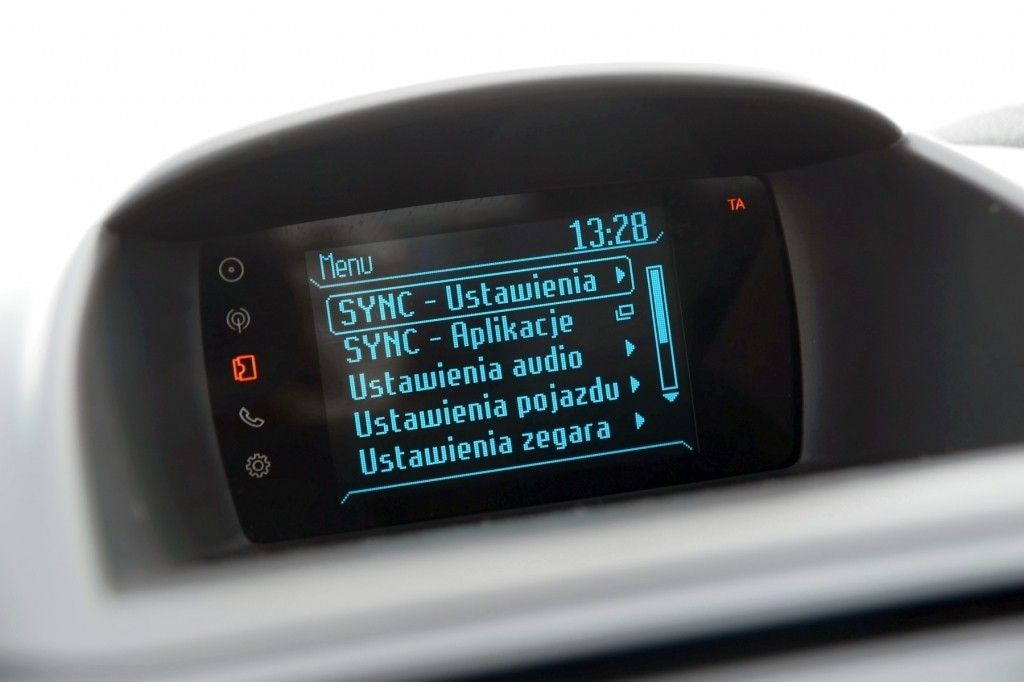 13:28
TA
Menu
SYNC - Ustawienia
SYNC - Aplikacje
Ustawienia audio
Ustawienia pojazdu
Ustawienia zegara